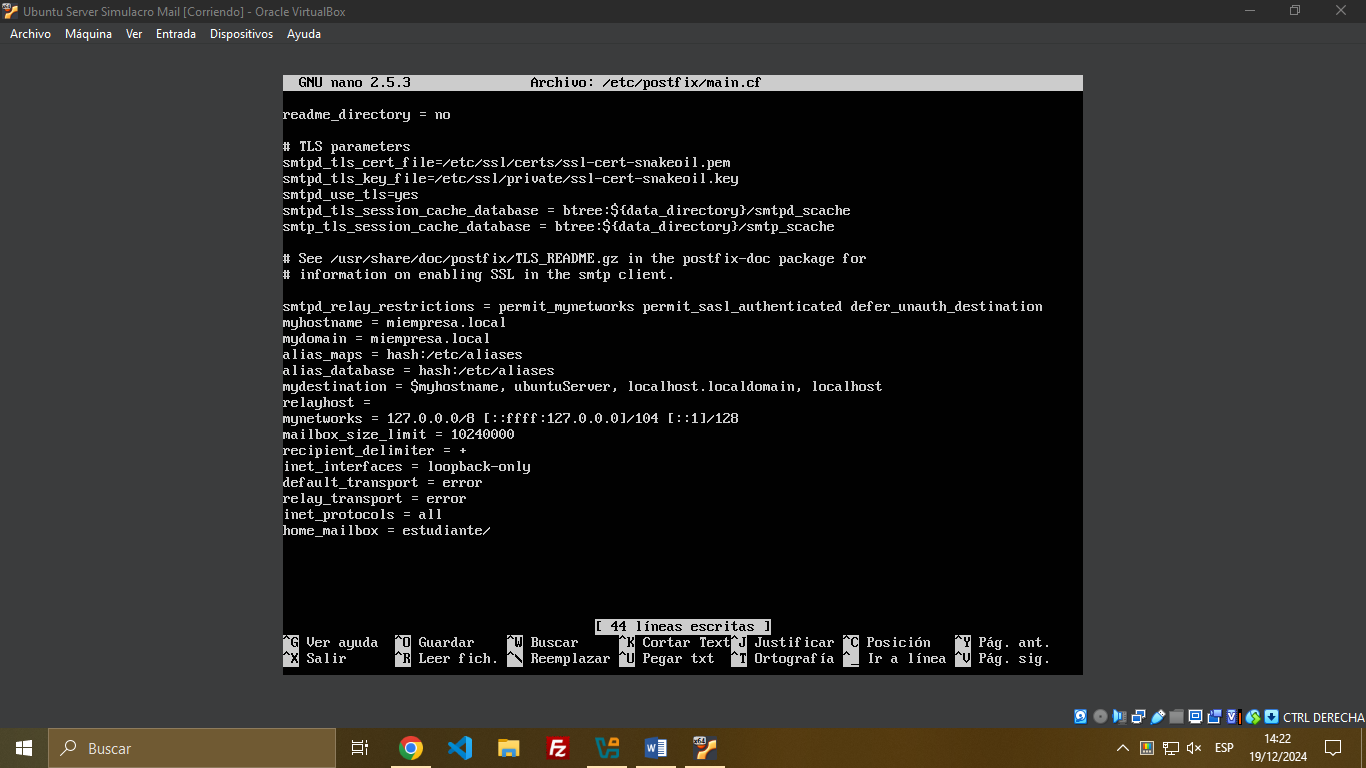 Ubuntu Server Simulacro Mail [Corriendo] - Oracle VirtualBox
Archivo Máquina Ver Entrada Dispositivos Ayuda
GNU nano 2.5.3 Archivo: /etc/postfix/main.cf
readme_directory = no
# TLS parameters
smtpd_tls_cert_file=/etc/ssl/certs/ssl-cert-snakeoil.pem
smtpd_tls_key_file=/etc/ssl/private/ssl-cert-snakeoil.key
smtpd_use_tls=yes
smtpd_tls_session_cache_database = btree:${data_directory}/smtpd_scache
smtp_tls_session_cache_database = btree:${data_directory}/smtp_scache
# See /usr/share/doc/postfix/TLS_README.gz in the postfix-doc package for
# information on enabling SSL in the smtp client.
smtpd_relay_restrictions = permit_mynetworks permit_sasl_authenticated defer_unauth_destination
myhostname = miempresa.local
mydomain = miempresa.local
alias_maps = hash:/etc/aliases
alias_database = hash:/etc/aliases
mydestination = $myhostname, ubuntuServer, localhost.localdomain, localhost
relayhost =
mynetworks = 127.0.0.0/8 [::ffff:127.0.0.0]/104 [::1]/128
mailbox_size_limit = 10240000
recipient_delimiter = +
inet_interfaces = loopback-only
default_transport = error
relay_transport = error
inet_protocols = all
home_mailbox = estudiante/
[ 44 líneas escritas ]
^G Ver ayuda ^O Guardar ^W Buscar ^K Cortar Text ^J Justificar ^C Posición ^Y Pág. ant.
^X Salir ^R Leer fich. ^\ Reemplazar ^U Pegar txt ^T Ortografía ^_ Ir a línea ^V Pág. sig.
CTRL DERECHA
Buscar
ESP
14:22
19/12/2024